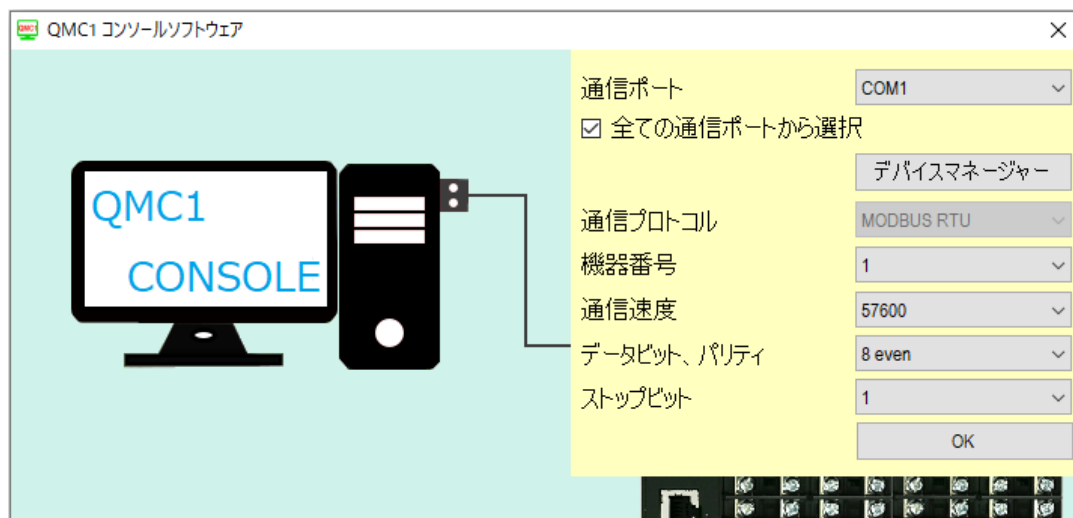 QMC1 コンソールソフトウェア
通信ポート
COM1
全ての通信ポートから選択
デバイスマネージャー
通信プロトコル
MODBUS RTU
機器番号
1
通信速度
57600
データビット、パリティ
8 even
ストップビット
1
OK
QMC1
CONSOLE